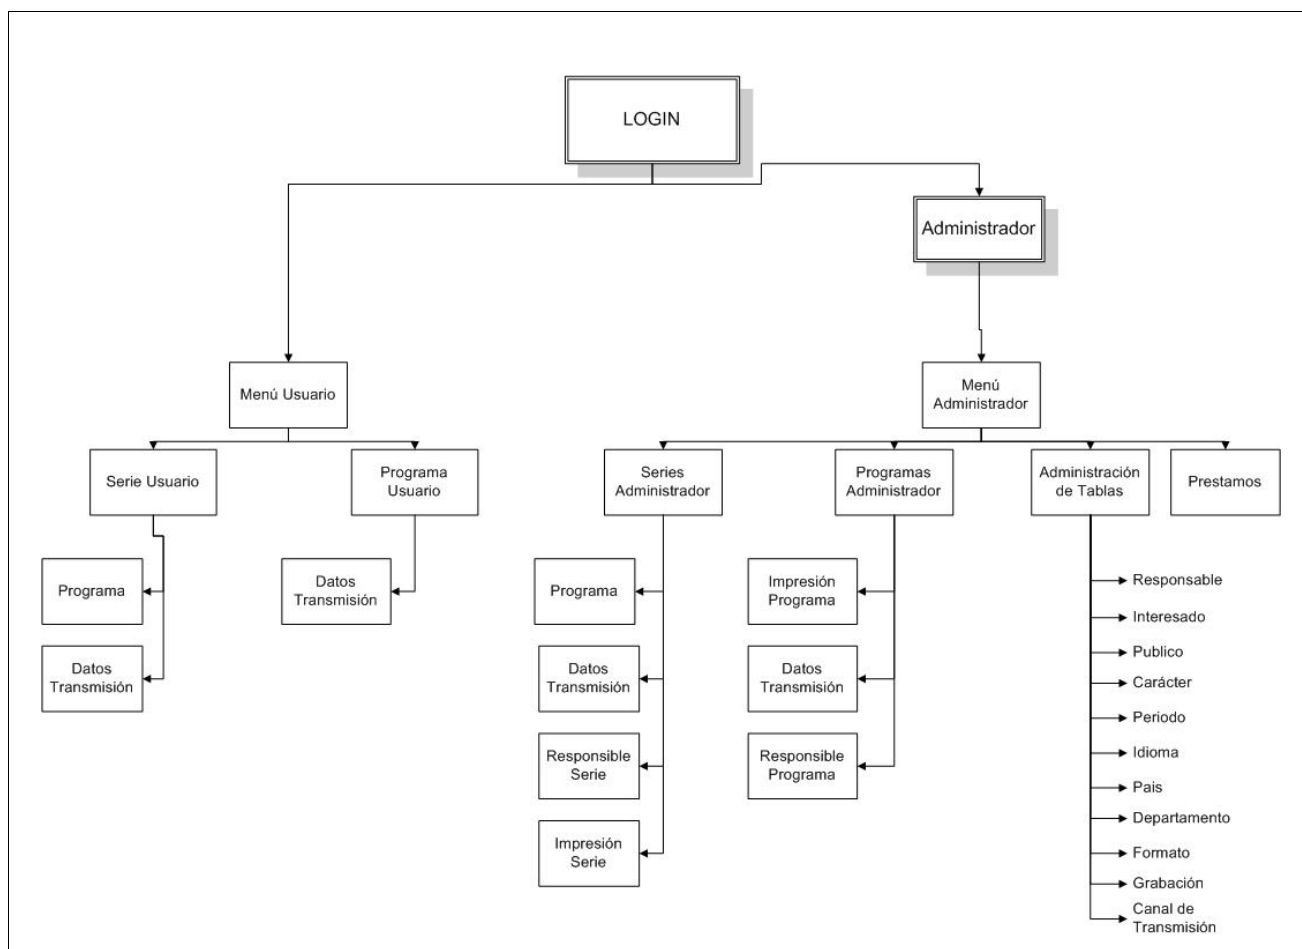 LOGIN
Administrador
Menú Usuario
Menú
Administrador
Serie Usuario
Programa
Usuario
Series
Administrador
Programas
Administrador
Administración
de Tablas
Prestamos
Programa
Datos
Transmisión
Datos
Transmisión
Programa
Datos
Transmisión
Responsible
Serie
Impresión
Serie
Impresión
Programa
Datos
Transmisión
Responsible
Programa
Responsable
Interesado
Publico
Carácter
Periodo
Idioma
Pais
Departamento
Formato
Grabación
Canal de
Transmisión